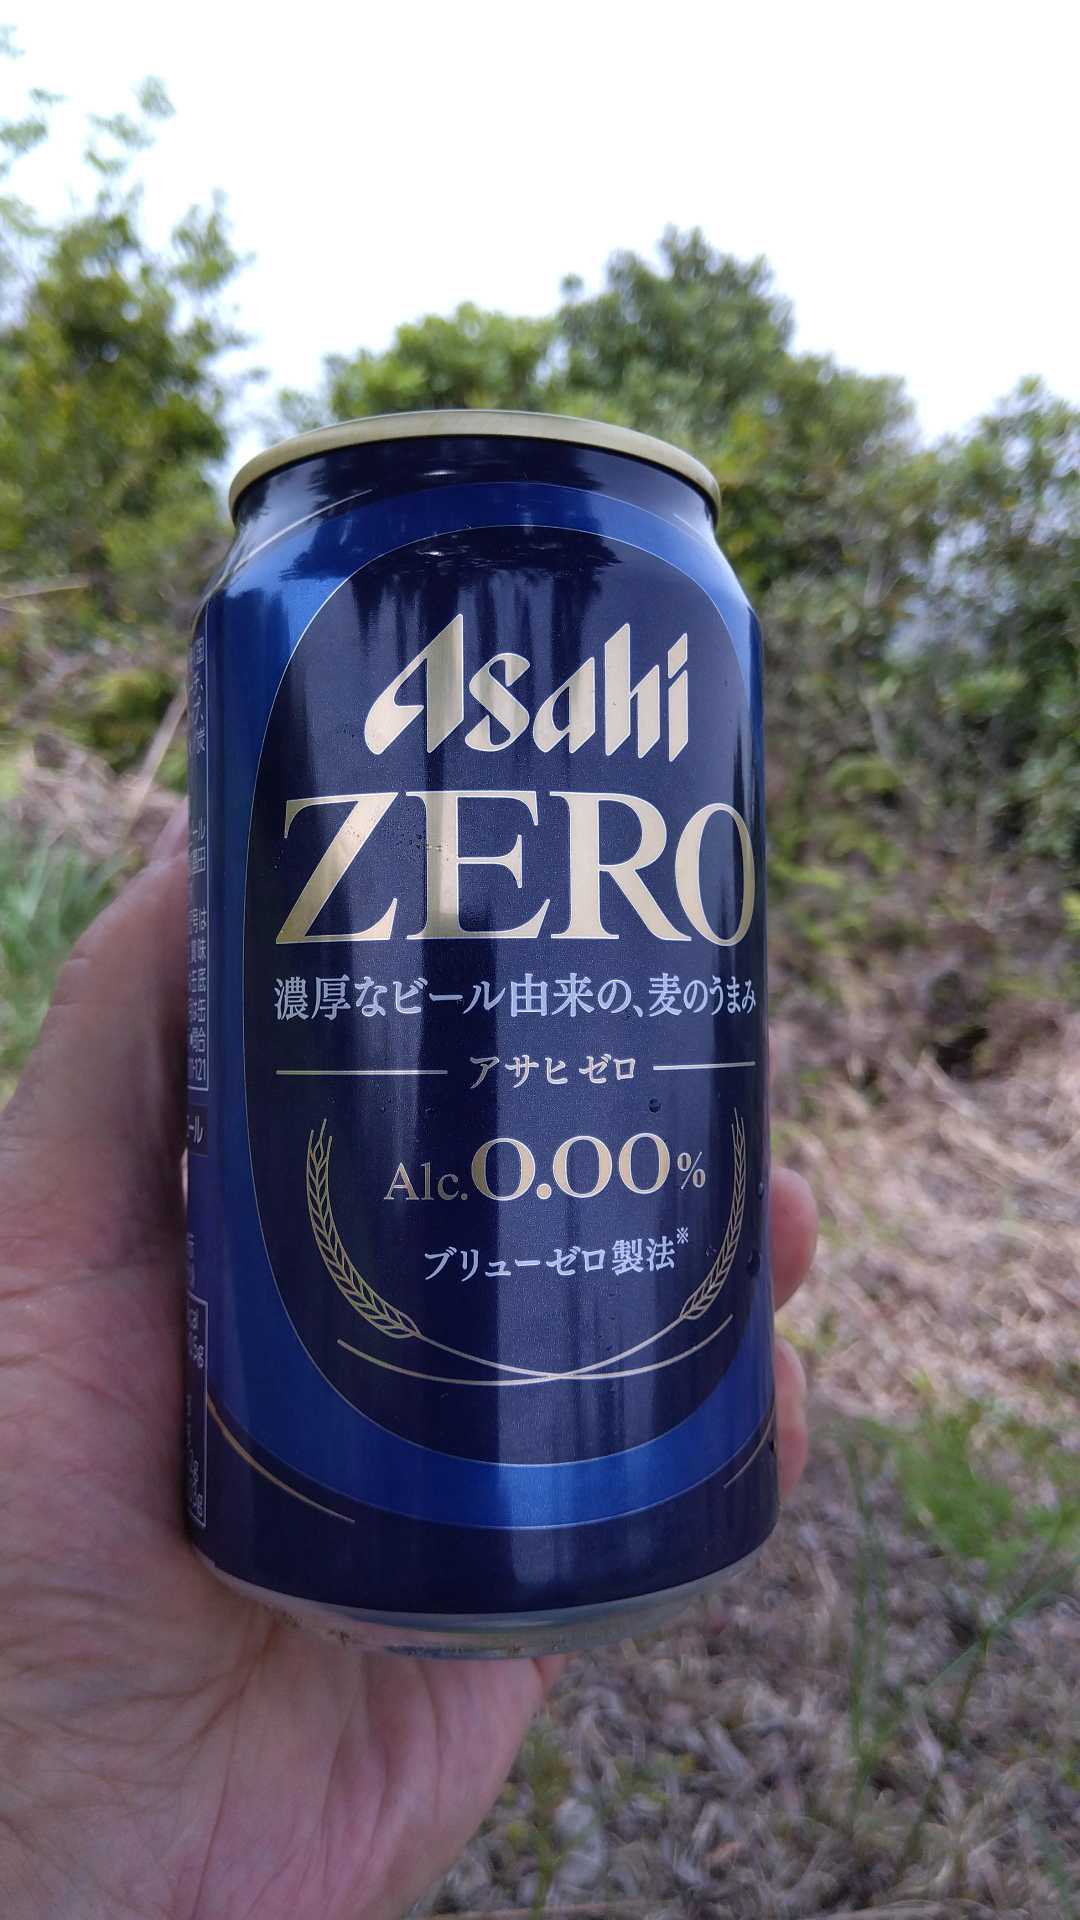 Asahi
ZERO
濃厚なビール由来の、麦のうまみ
アサヒ ゼロ
Alc.0.00%
ブリューゼロ製法※